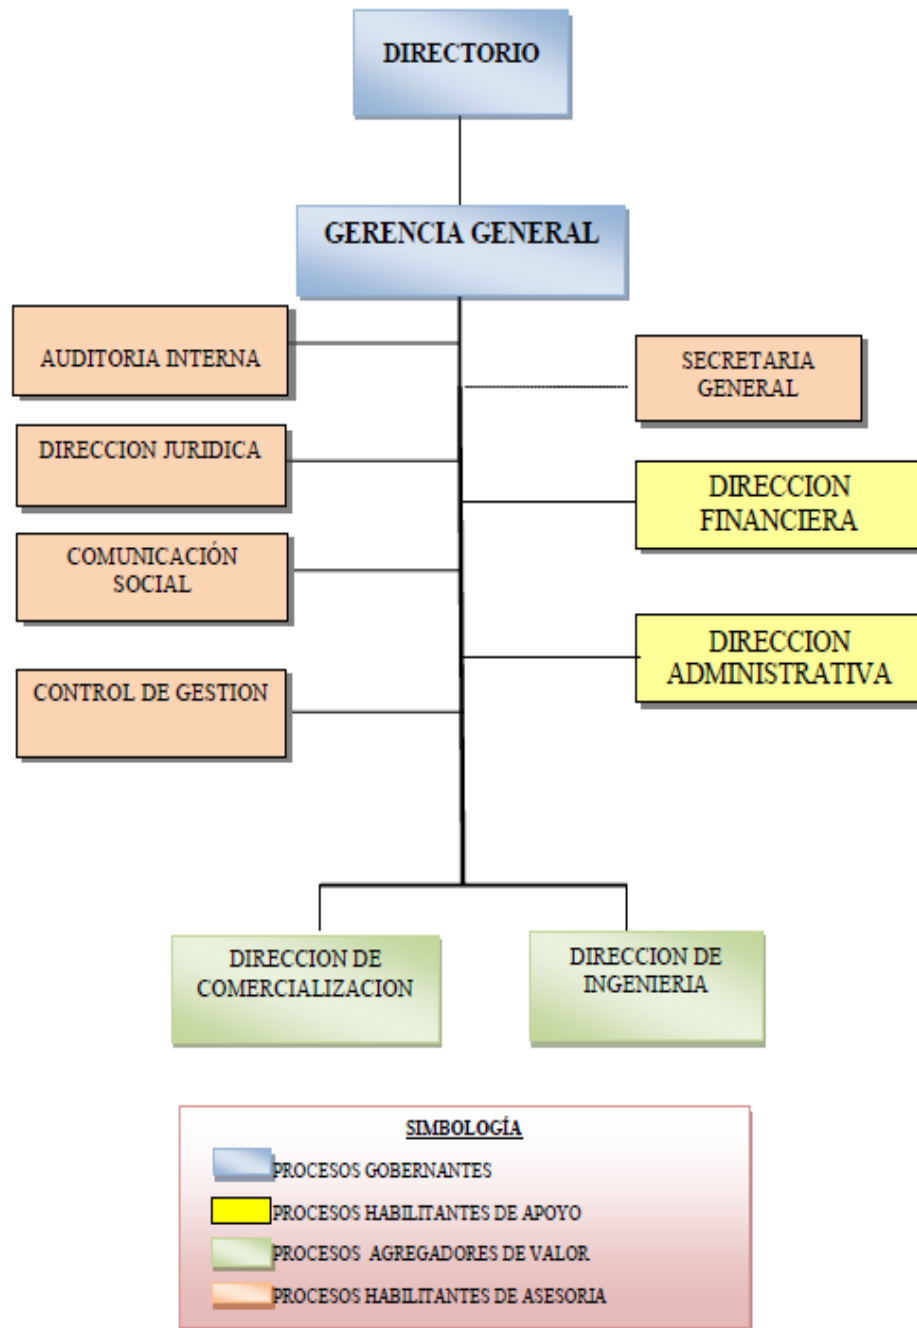 DIRECTORIO
GERENCIA GENERAL
AUDITORIA INTERNA
SECRETARIA
GENERAL
DIRECCION JURIDICA
DIRECCION
FINANCIERA
COMUNICACIÓN
SOCIAL
DIRECCION
ADMINISTRATIVA
CONTROL DE GESTION
DIRECCION DE
COMERCIALIZACION
DIRECCION DE
INGENIERIA
SIMBOLOGÍA
PROCESOS GOBERNANTES
PROCESOS HABILITANTES DE APOYO
PROCESOS AGREGADORES DE VALOR
PROCESOS HABILITANTES DE ASESORIA